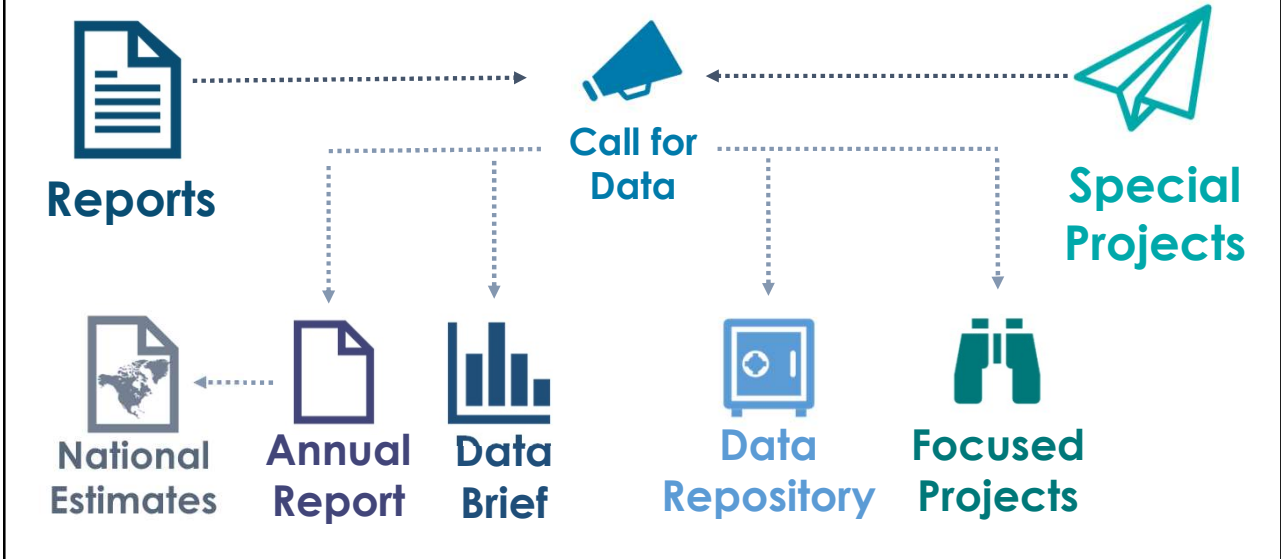 Reports
Call for
Data
Special
Projects
National
Estimates
Annual
Report
Data
Brief
Data
Repository
Focused
Projects